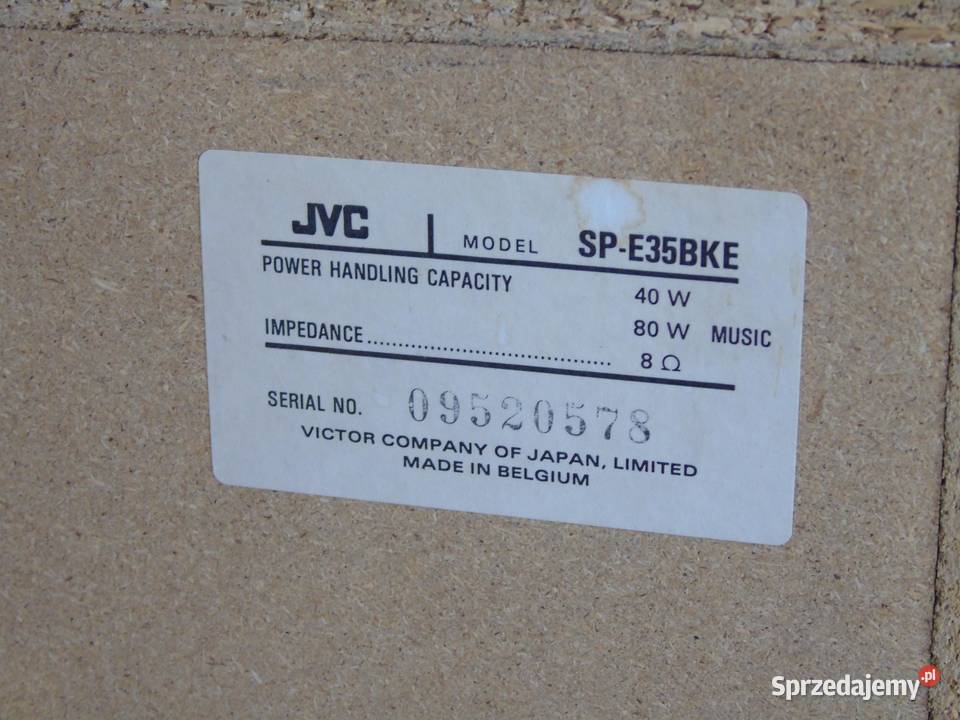 JVC MODEL SP-E35BKE
POWER HANDLING CAPACITY 40 W
80 W MUSIC
IMPEDANCE....................................... 8 Ω
SERIAL NO. 09520578
VICTOR COMPANY OF JAPAN, LIMITED
MADE IN BELGIUM
Sprzedajemy.pl